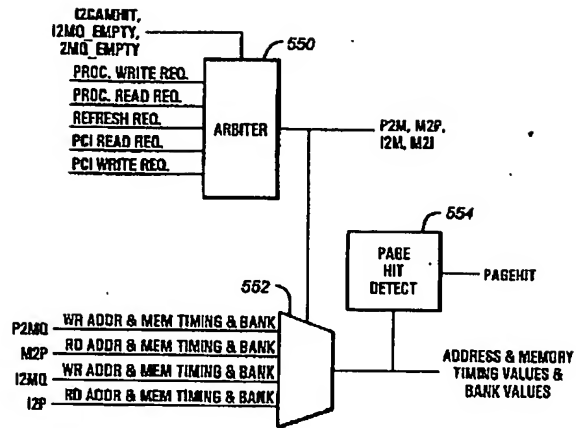 I2CAMHIT,
I2MQ_EMPTY,
2MQ_EMPTY
550
PROC. WRITE REQ.
PROC. READ REQ.
REFRESH REQ.
PCI READ REQ.
PCI WRITE REQ.
ARBITER
P2M, M2P,
I2M, M2I
554
PAGE
HIT
DETECT
PAGEHIT
552
P2MQ WR ADDR & MEM TIMING & BANK
M2P RD ADDR & MEM TIMING & BANK
I2MQ WR ADDR & MEM TIMING & BANK
I2P RD ADDR & MEM TIMING & BANK
ADDRESS & MEMORY
TIMING VALUES &
BANK VALUES